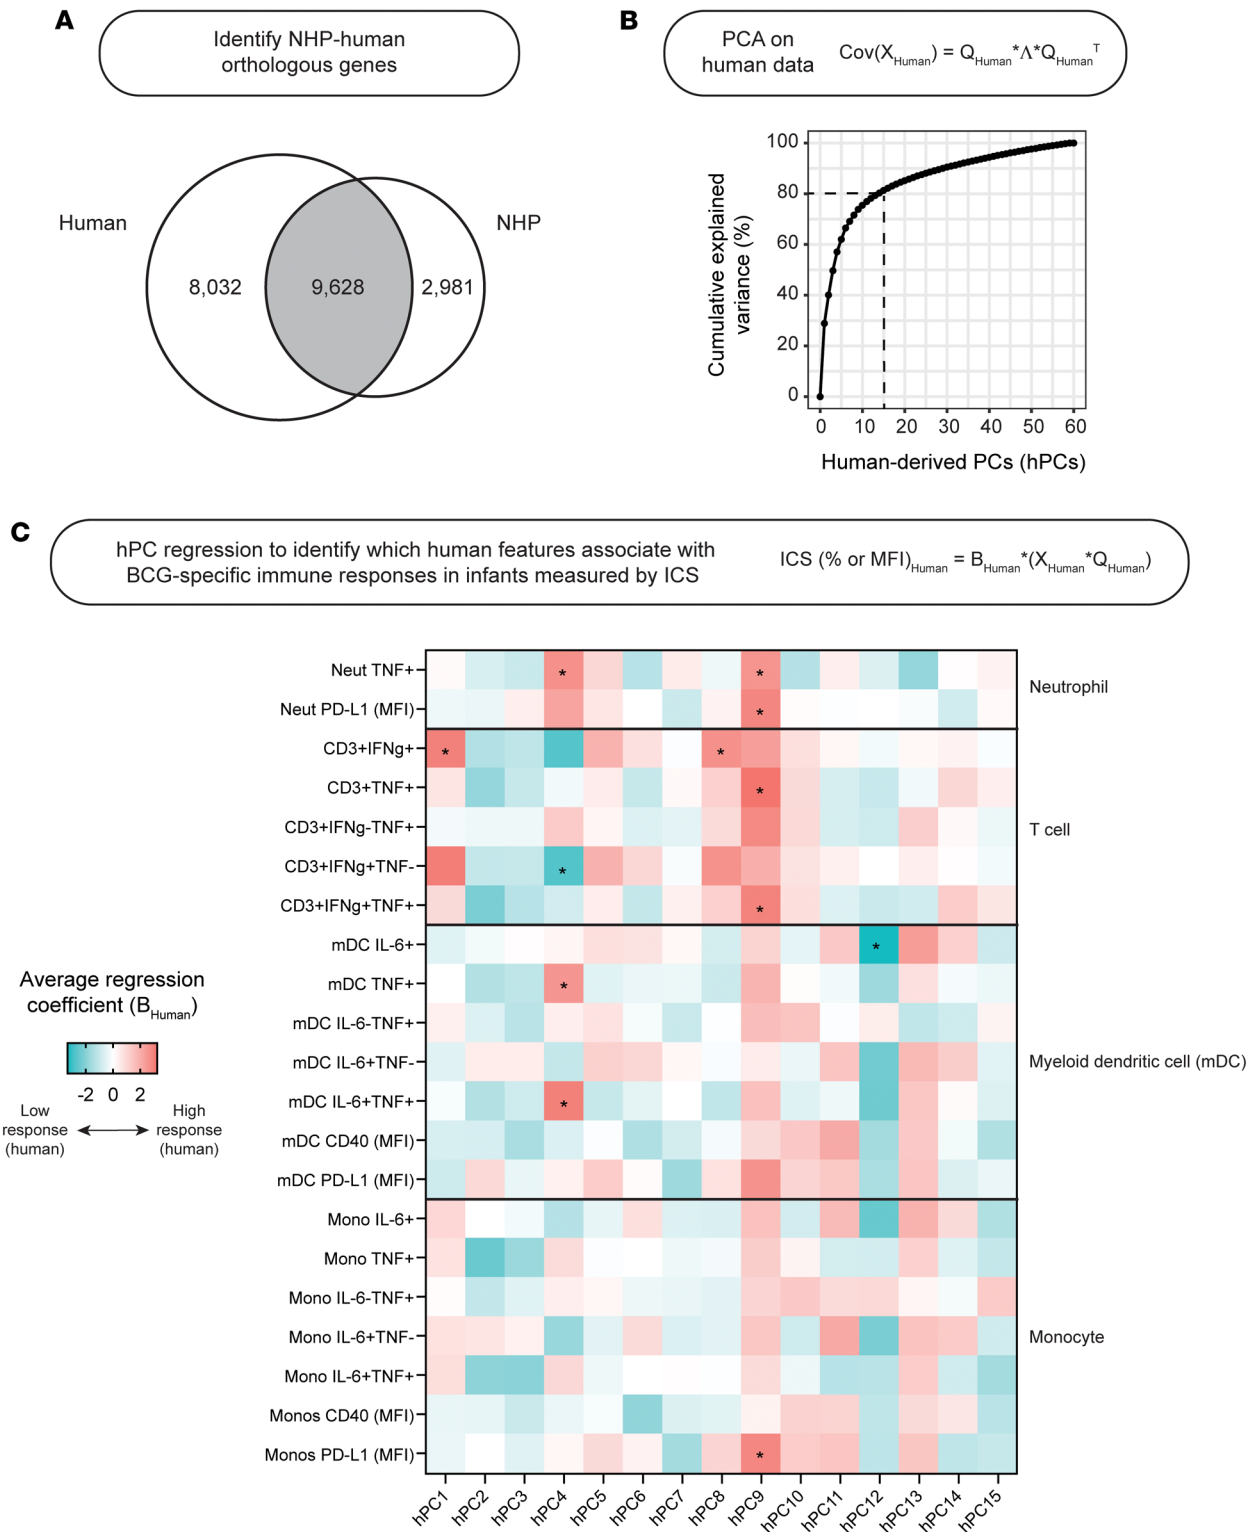 A
Identify NHP-human
orthologous genes
Human
NHP
8,032
9,628
2,981
B
PCA on
human data
Cov(X_Human) = Q_Human*Λ*Q_Human^T
Cumulative explained
variance (%)
100
80
60
40
20
0
0 10 20 30 40 50 60
Human-derived PCs (hPCs)
C
hPC regression to identify which human features associate with
BCG-specific immune responses in infants measured by ICS
ICS (% or MFI)_Human = B_Human*(X_Human*Q_Human)
Neut TNF+ * *
Neutrophil
Neut PD-L1 (MFI) *
CD3+IFNg+ * *
CD3+TNF+ *
CD3+IFNg-TNF+
T cell
CD3+IFNg+TNF- *
CD3+IFNg+TNF+ *
mDC IL-6+ *
mDC TNF+ *
mDC IL-6-TNF+
mDC IL-6+TNF-
Myeloid dendritic cell (mDC)
mDC IL-6+TNF+ *
mDC CD40 (MFI)
mDC PD-L1 (MFI)
Mono IL-6+
Mono TNF+
Mono IL-6-TNF+
Mono IL-6+TNF-
Monocyte
Mono IL-6+TNF+
Monos CD40 (MFI)
Monos PD-L1 (MFI) *
hPC1 hPC2 hPC3 hPC4 hPC5 hPC6 hPC7 hPC8 hPC9 hPC10 hPC11 hPC12 hPC13 hPC14 hPC15
Average regression
coefficient (B_Human)
-2 0 2
Low
response
(human)
High
response
(human)